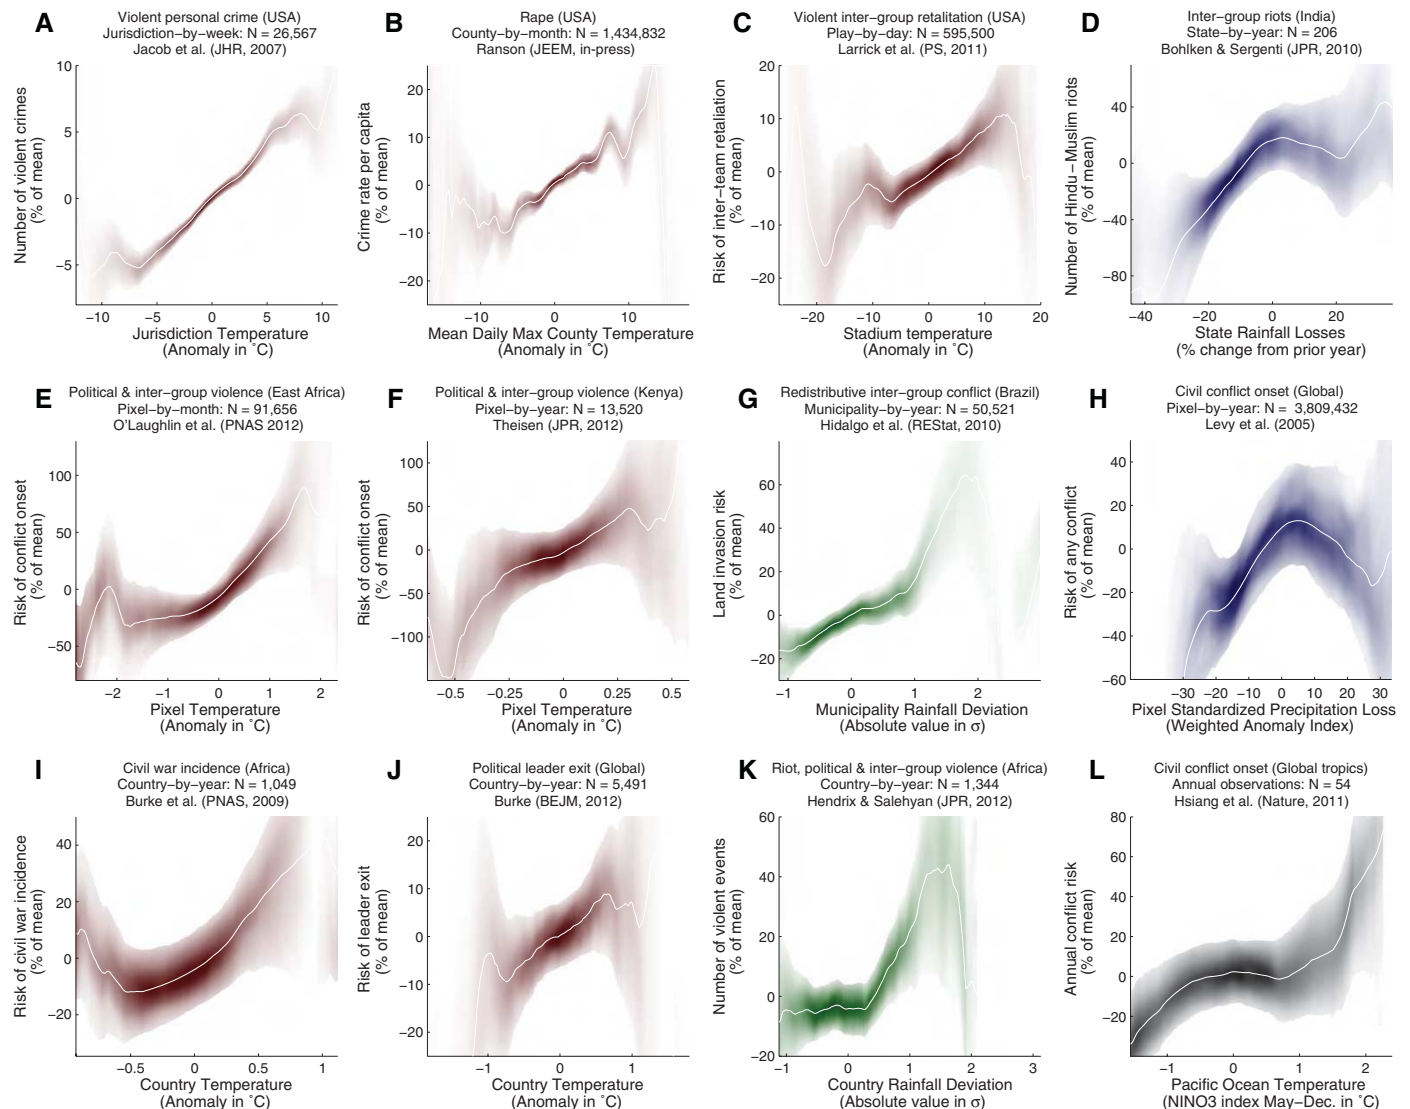 A
Violent personal crime (USA)
Jurisdiction−by−week: N = 26,567
Jacob et al. (JHR, 2007)
Number of violent crimes
(% of mean)
10
5
0
−5
−10 −5 0 5 10
Jurisdiction Temperature
(Anomaly in ˚C)
B
Rape (USA)
County−by−month: N = 1,434,832
Ranson (JEEM, in-press)
Crime rate per capita
(% of mean)
20
10
0
−10
−20
−10 0 10
Mean Daily Max County Temperature
(Anomaly in ˚C)
C
Violent inter−group retalitation (USA)
Play−by−day: N = 595,500
Larrick et al. (PS, 2011)
Risk of inter−team retaliation
(% of mean)
20
10
0
−10
−20
−20 −10 0 10 20
Stadium temperature
(Anomaly in ˚C)
D
Inter−group riots (India)
State−by−year: N = 206
Bohlken & Sergenti (JPR, 2010)
Number of Hindu−Muslim riots
(% of mean)
40
0
−40
−80
−40 −20 0 20
State Rainfall Losses
(% change from prior year)
E
Political & inter−group violence (East Africa)
Pixel−by−month: N = 91,656
O'Laughlin et al. (PNAS 2012)
Risk of conflict onset
(% of mean)
100
50
0
−50
−2 −1 0 1 2
Pixel Temperature
(Anomaly in ˚C)
F
Political & inter−group violence (Kenya)
Pixel−by−year: N = 13,520
Theisen (JPR, 2012)
Risk of conflict onset
(% of mean)
100
50
0
−50
−100
−0.5 −0.25 0 0.25 0.5
Pixel Temperature
(Anomaly in ˚C)
G
Redistributive inter−group conflict (Brazil)
Municipality−by−year: N = 50,521
Hidalgo et al. (REStat, 2010)
Land invasion risk
(% of mean)
60
40
20
0
−20
−1 0 1 2
Municipality Rainfall Deviation
(Absolute value in σ)
H
Civil conflict onset (Global)
Pixel−by−year: N = 3,809,432
Levy et al. (2005)
Risk of any conflict
(% of mean)
40
20
0
−20
−40
−60
−30 −20 −10 0 10 20 30
Pixel Standardized Precipitation Loss
(Weighted Anomaly Index)
I
Civil war incidence (Africa)
Country−by−year: N = 1,049
Burke et al. (PNAS, 2009)
Risk of civil war incidence
(% of mean)
40
20
0
−20
−0.5 0 0.5 1
Country Temperature
(Anomaly in ˚C)
J
Political leader exit (Global)
Country−by−year: N = 5,491
Burke (BEJM, 2012)
Risk of leader exit
(% of mean)
20
10
0
−10
−20
−1 0 1
Country Temperature
(Anomaly in ˚C)
K
Riot, political & inter−group violence (Africa)
Country−by−year: N = 1,344
Hendrix & Salehyan (JPR, 2012)
Number of violent events
(% of mean)
60
40
20
0
−20
−1 0 1 2 3
Country Rainfall Deviation
(Absolute value in σ)
L
Civil conflict onset (Global tropics)
Annual observations: N = 54
Hsiang et al. (Nature, 2011)
Annual conflict risk
(% of mean)
80
60
40
20
0
−20
−1 0 1 2
Pacific Ocean Temperature
(NINO3 index May−Dec. in ˚C)